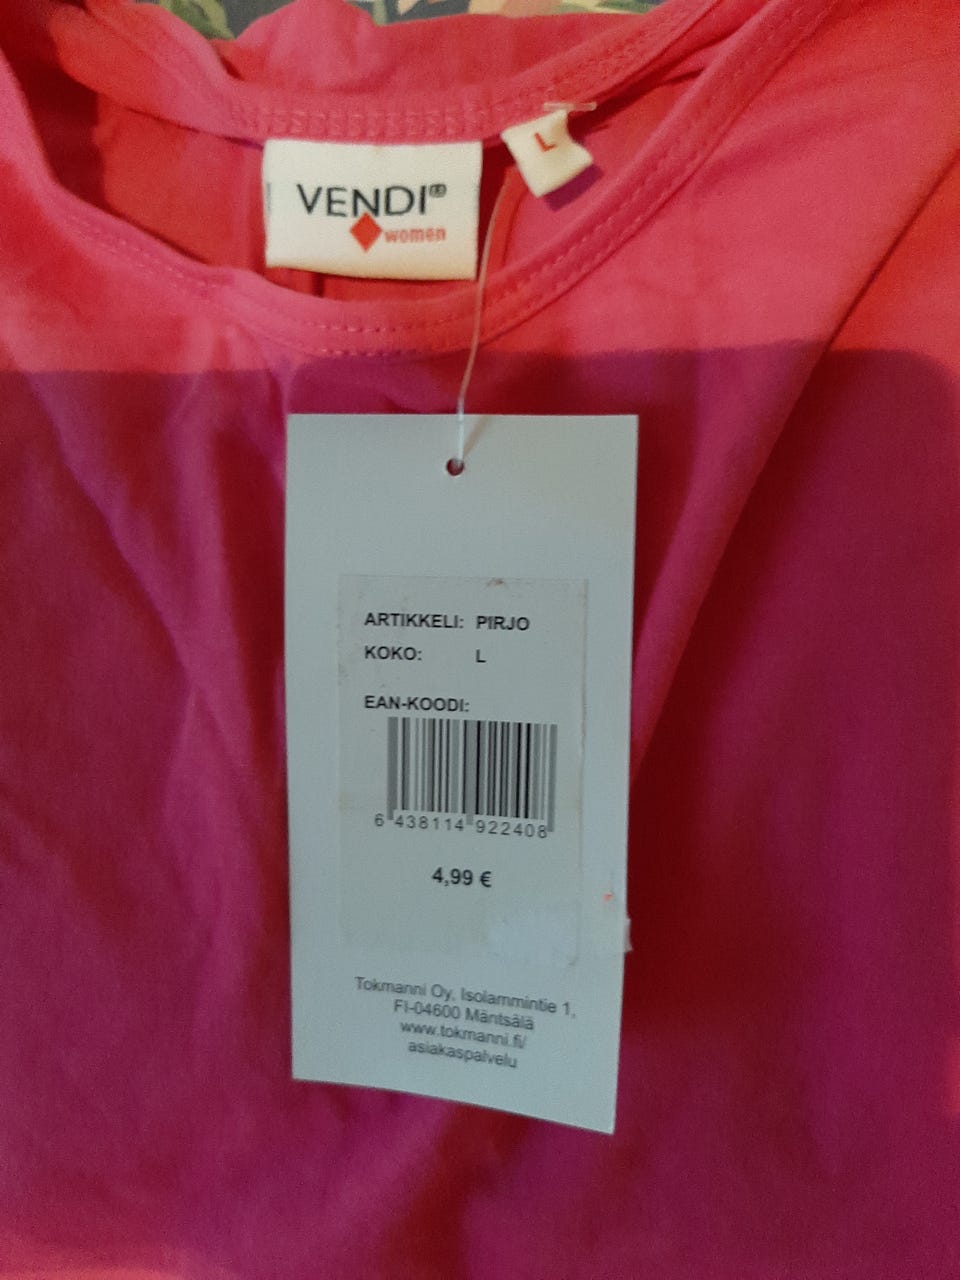 VENDI®
women
L
ARTIKKELI: PIRJO
KOKO: L
EAN-KOODI:
6 438114 922408
4,99 €
Tokmanni Oy, Isolammintie 1,
FI-04600 Mäntsälä
www.tokmanni.fi/
asiakaspalvelu